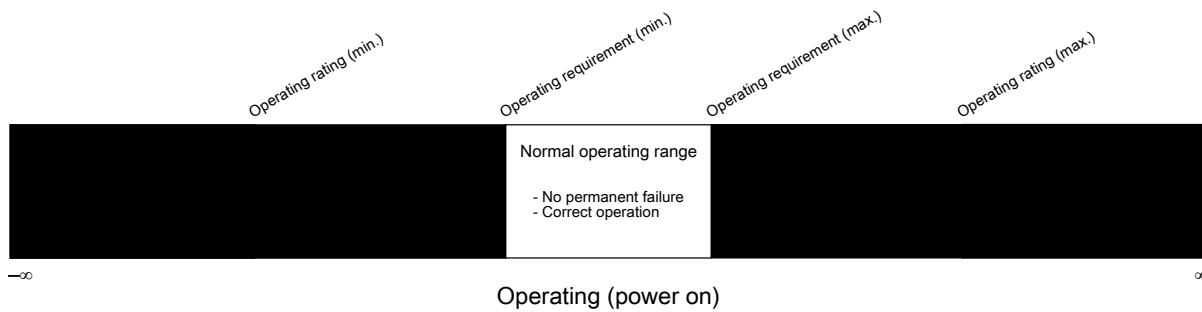 Operating rating (min.)
Operating requirement (min.)
Operating requirement (max.)
Operating rating (max.)
Normal operating range
- No permanent failure
- Correct operation
–∞
∞
Operating (power on)